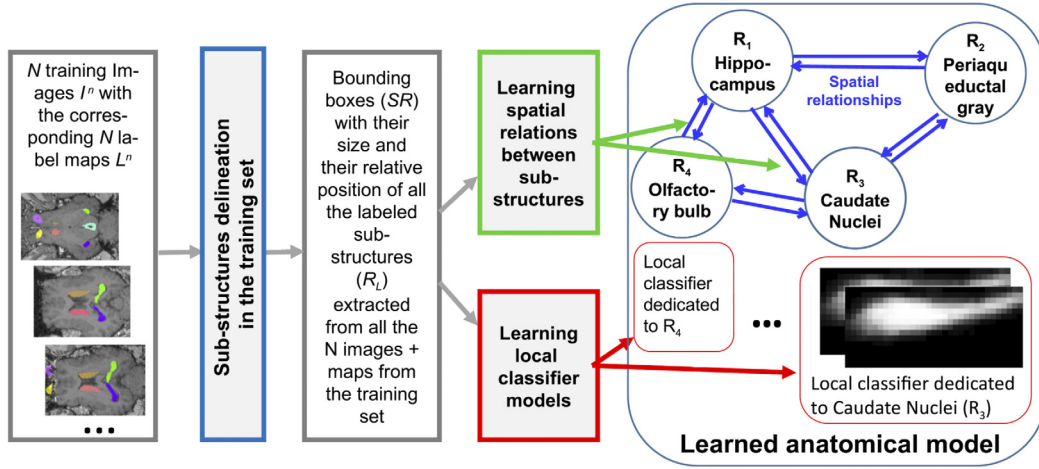 N training Im-
ages Iⁿ with
the corres-
ponding N la-
bel maps Lⁿ
...
Sub-structures delineation
in the training set
Bounding
boxes (SR)
with their
size and
their relative
position of all
the labeled
sub-
structures
(R_L)
extracted
from all the
N images +
maps from
the training
set
Learning
spatial
relations
between
sub-
structures
Learning
local
classifier
models
R₁
Hippo-
campus
R₂
Periaqu
eductal
gray
Spatial
relationships
R₄
Olfacto-
ry bulb
R₃
Caudate
Nuclei
Local
classifier
dedicated
to R₄
...
Local classifier dedicated
to Caudate Nuclei (R₃)
Learned anatomical model